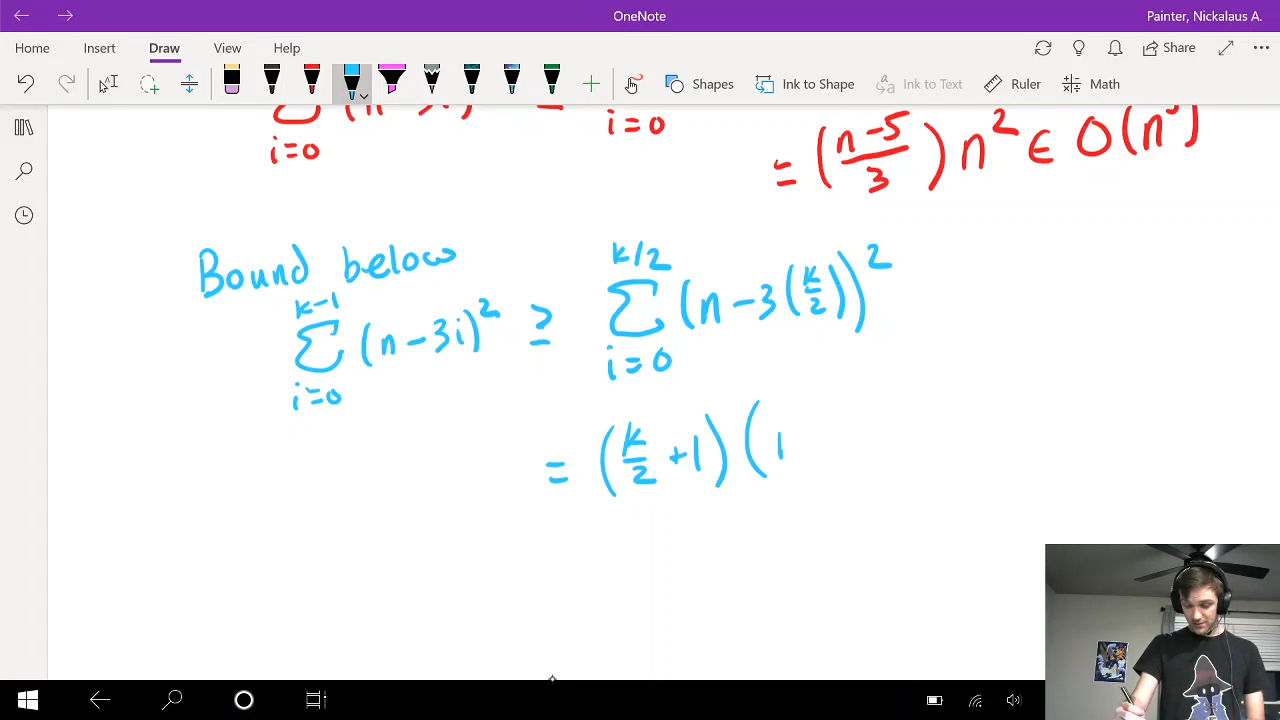 OneNote
Painter, Nickalaus A.
Home Insert Draw View Help
Share
Shapes Ink to Shape Ink to Text Ruler Math
i=0 i=0
= ((n-5)/3) n² ∈ O(n³)
Bound below
∑_{i=0}^{k-1} (n-3i)² ≥ ∑_{i=0}^{k/2} (n-3(k/2))²
= (k/2 +1) (